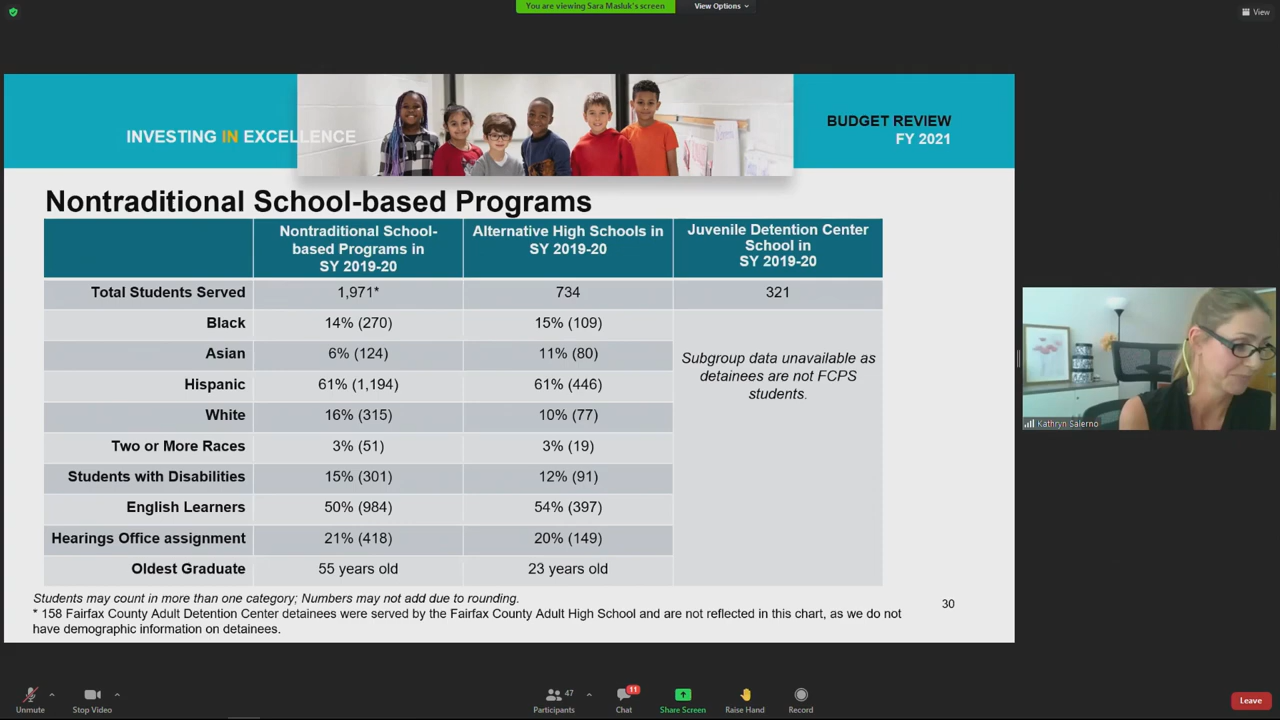 You are viewing Sara Masluk's screen
View Options
View
INVESTING IN EXCELLENCE
BUDGET REVIEW
FY 2021
Nontraditional School-based Programs
Nontraditional School-
based Programs in
SY 2019-20
Alternative High Schools in
SY 2019-20
Juvenile Detention Center
School in
SY 2019-20
Total Students Served 1,971* 734 321
Black 14% (270) 15% (109)
Asian 6% (124) 11% (80)
Subgroup data unavailable as
detainees are not FCPS
students.
Hispanic 61% (1,194) 61% (446)
White 16% (315) 10% (77)
Two or More Races 3% (51) 3% (19)
Students with Disabilities 15% (301) 12% (91)
English Learners 50% (984) 54% (397)
Hearings Office assignment 21% (418) 20% (149)
Oldest Graduate 55 years old 23 years old
Students may count in more than one category; Numbers may not add due to rounding.
* 158 Fairfax County Adult Detention Center detainees were served by the Fairfax County Adult High School and are not reflected in this chart, as we do not
have demographic information on detainees.
30
Kathryn Salerno
Unmute
Stop Video
47
Participants
11
Chat
Share Screen
Raise Hand
Record
Leave